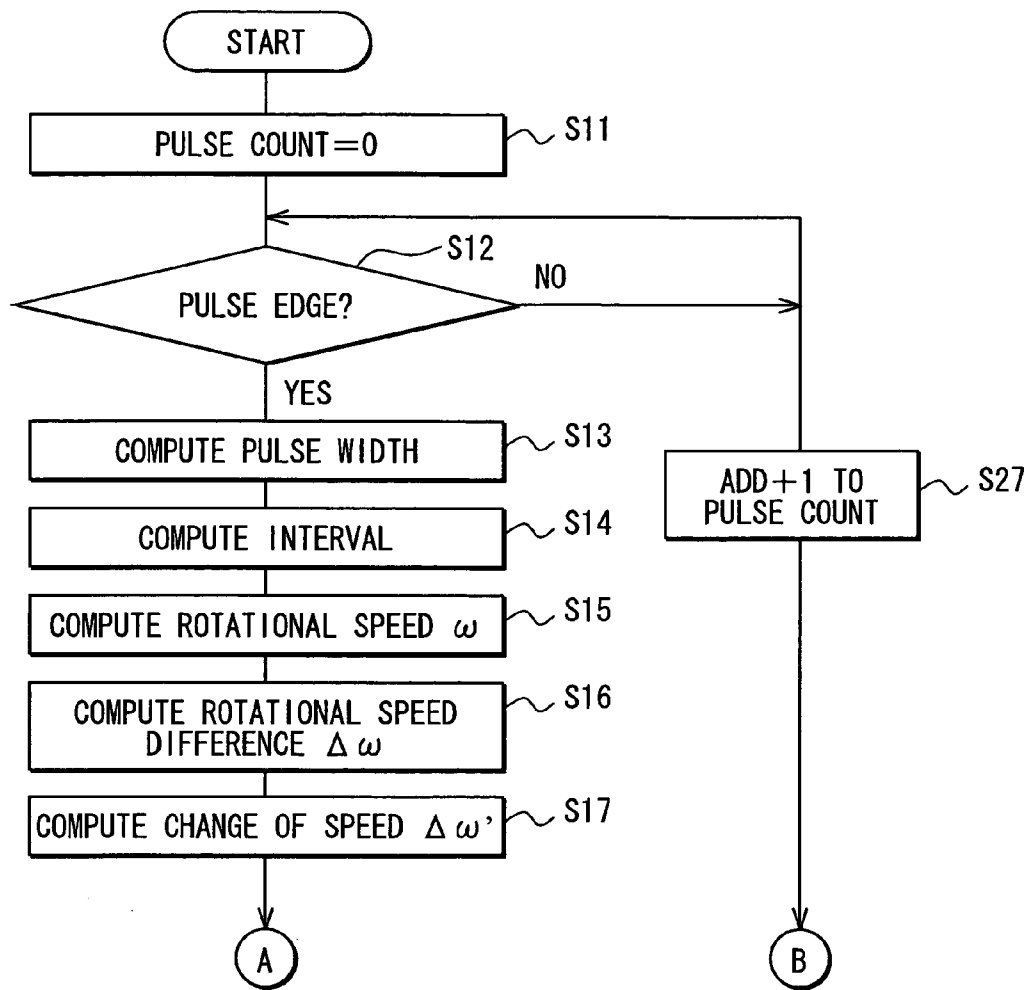 START
PULSE COUNT=0
S11
S12
PULSE EDGE?
NO
YES
COMPUTE PULSE WIDTH
S13
ADD+1 TO
PULSE COUNT
S27
COMPUTE INTERVAL
S14
COMPUTE ROTATIONAL SPEED ω
S15
COMPUTE ROTATIONAL SPEED
DIFFERENCE Δω
S16
COMPUTE CHANGE OF SPEED Δω'
S17
A
B